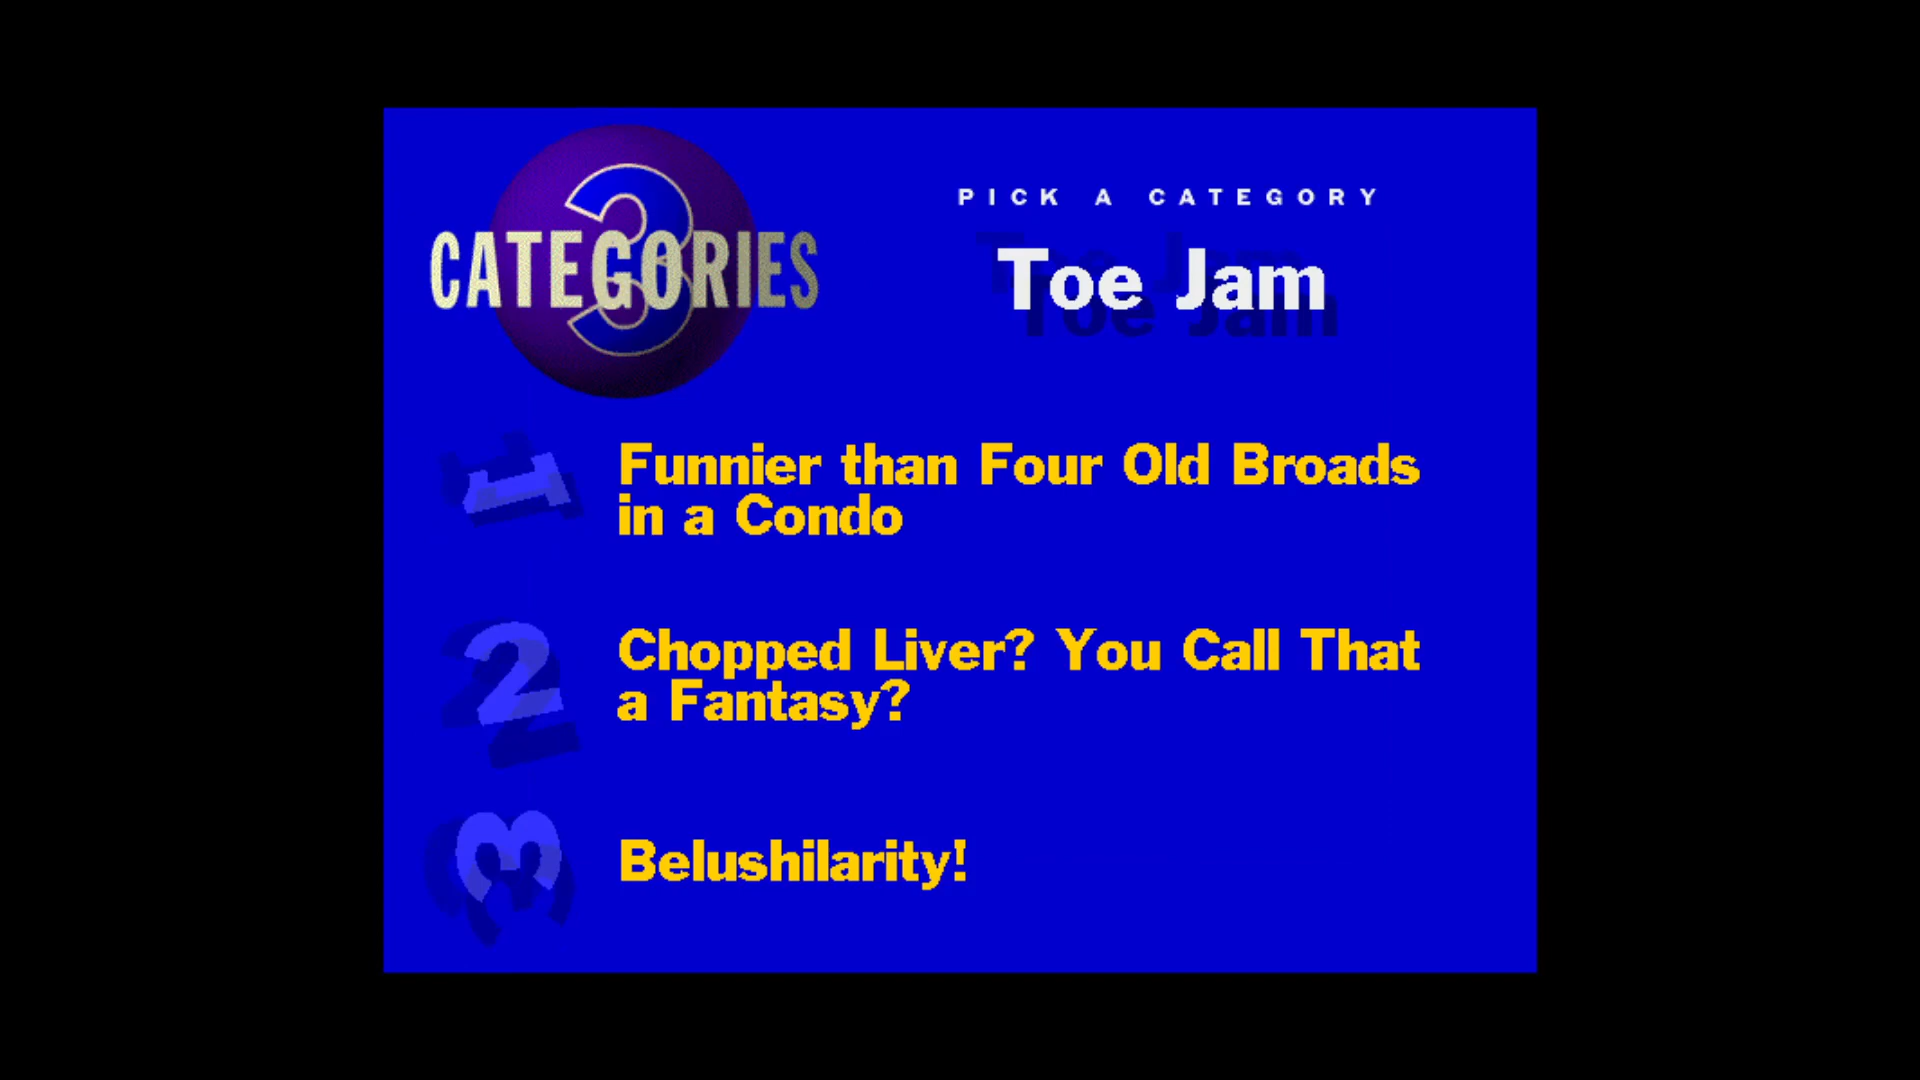 3
CATEGORIES
PICK A CATEGORY
Toe Jam
1
Funnier than Four Old Broads
in a Condo
2
Chopped Liver? You Call That
a Fantasy?
3
Belushilarity!